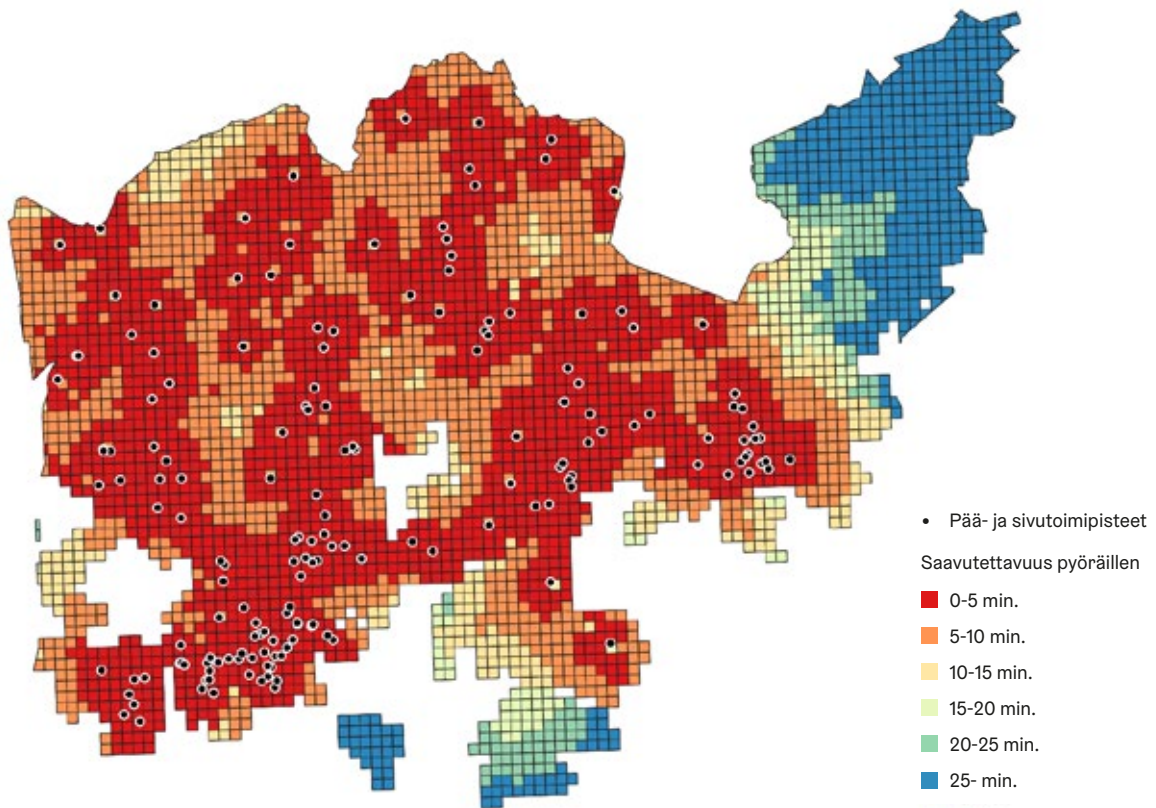 Pää- ja sivutoimipisteet
Saavutettavuus pyöräillen
0-5 min.
5-10 min.
10-15 min.
15-20 min.
20-25 min.
25- min.